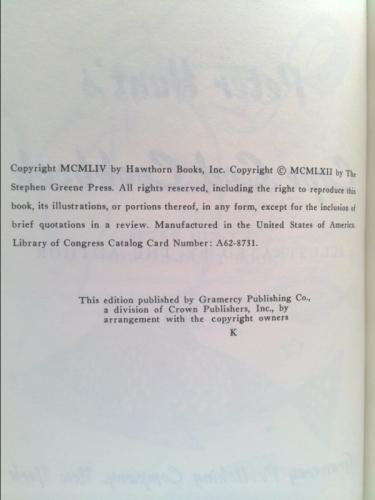 Copyright MCMLIV by Hawthorn Books, Inc. Copyright © MCMLXII by The
Stephen Greene Press. All rights reserved, including the right to reproduce this
book, its illustrations, or portions thereof, in any form, except for the inclusion of
brief quotations in a review. Manufactured in the United States of America.
Library of Congress Catalog Card Number: A62-8731.
This edition published by Gramercy Publishing Co.,
a division of Crown Publishers, Inc., by
arrangement with the copyright owners
K